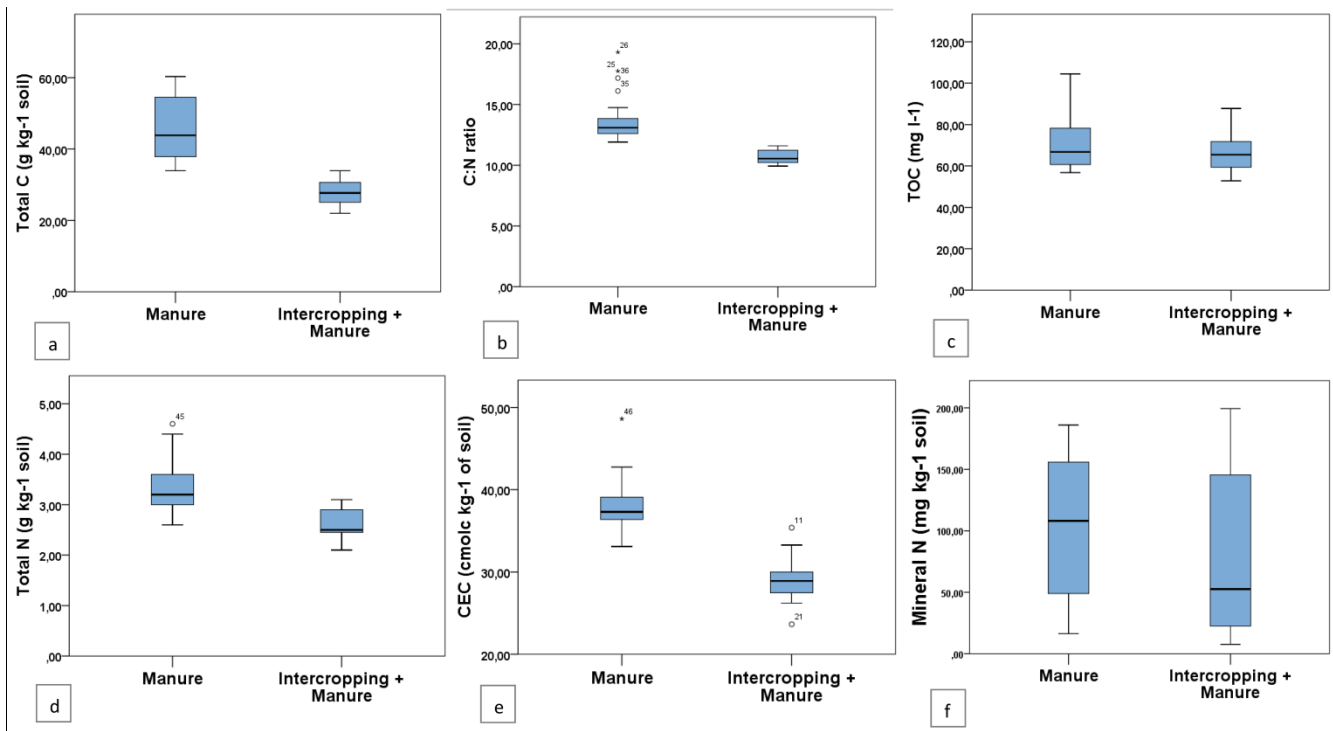 Total C (g kg-1 soil)
60,00
40,00
20,00
,00
Manure
Intercropping +
Manure
a
C:N ratio
20,00
15,00
10,00
5,00
,00
26
25
36
35
Manure
Intercropping +
Manure
b
TOC (mg l-1)
120,00
100,00
80,00
60,00
40,00
20,00
,00
Manure
Intercropping +
Manure
c
Total N (g kg-1 soil)
5,00
4,00
3,00
2,00
1,00
,00
45
Manure
Intercropping +
Manure
d
CEC (cmolc kg-1 of soil)
50,00
40,00
30,00
20,00
46
11
21
Manure
Intercropping +
Manure
e
Mineral N (mg kg-1 soil)
200,00
150,00
100,00
50,00
,00
Manure
Intercropping +
Manure
f